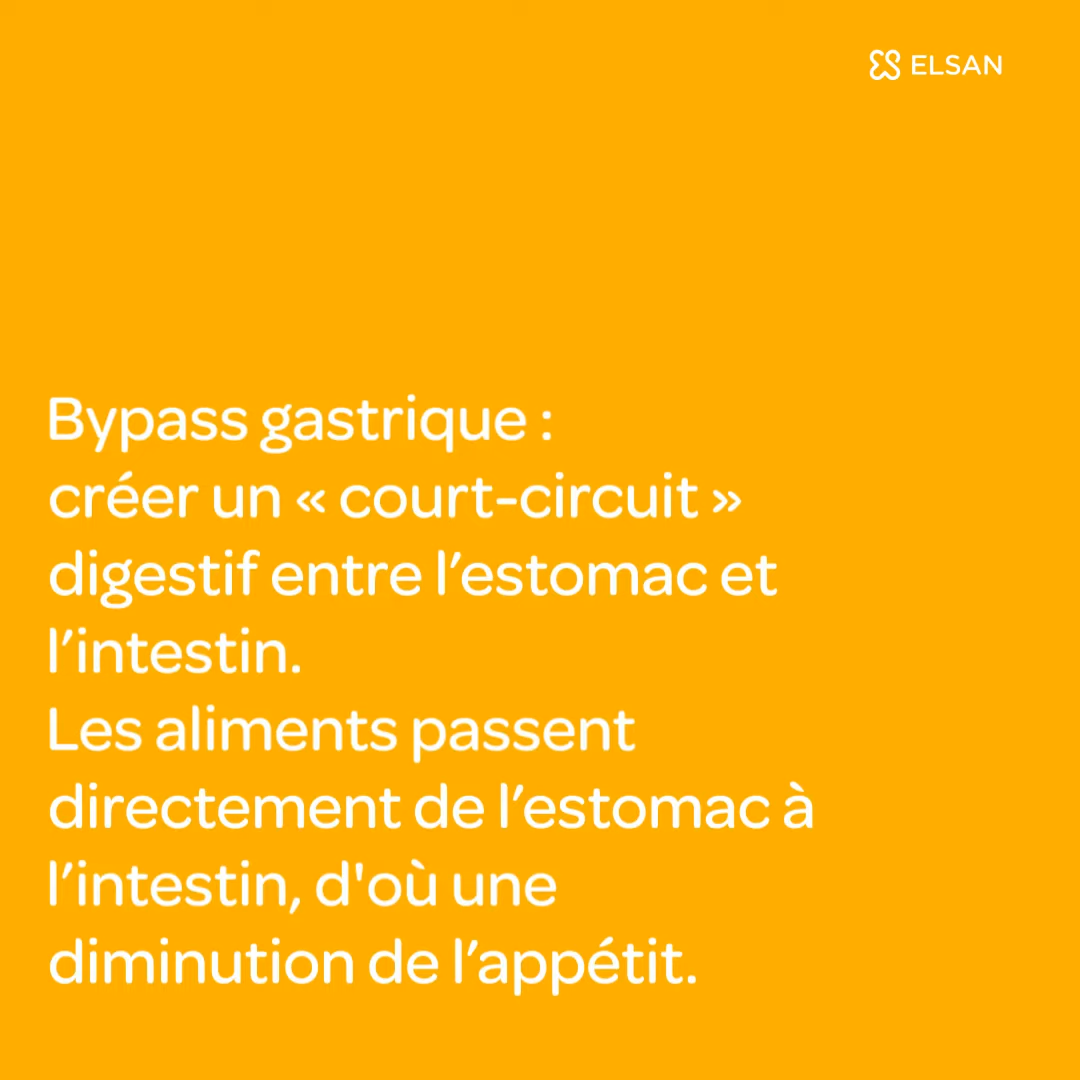 ELSAN
Bypass gastrique :
créer un « court-circuit »
digestif entre l’estomac et
l’intestin.
Les aliments passent
directement de l’estomac à
l’intestin, d'où une
diminution de l’appétit.